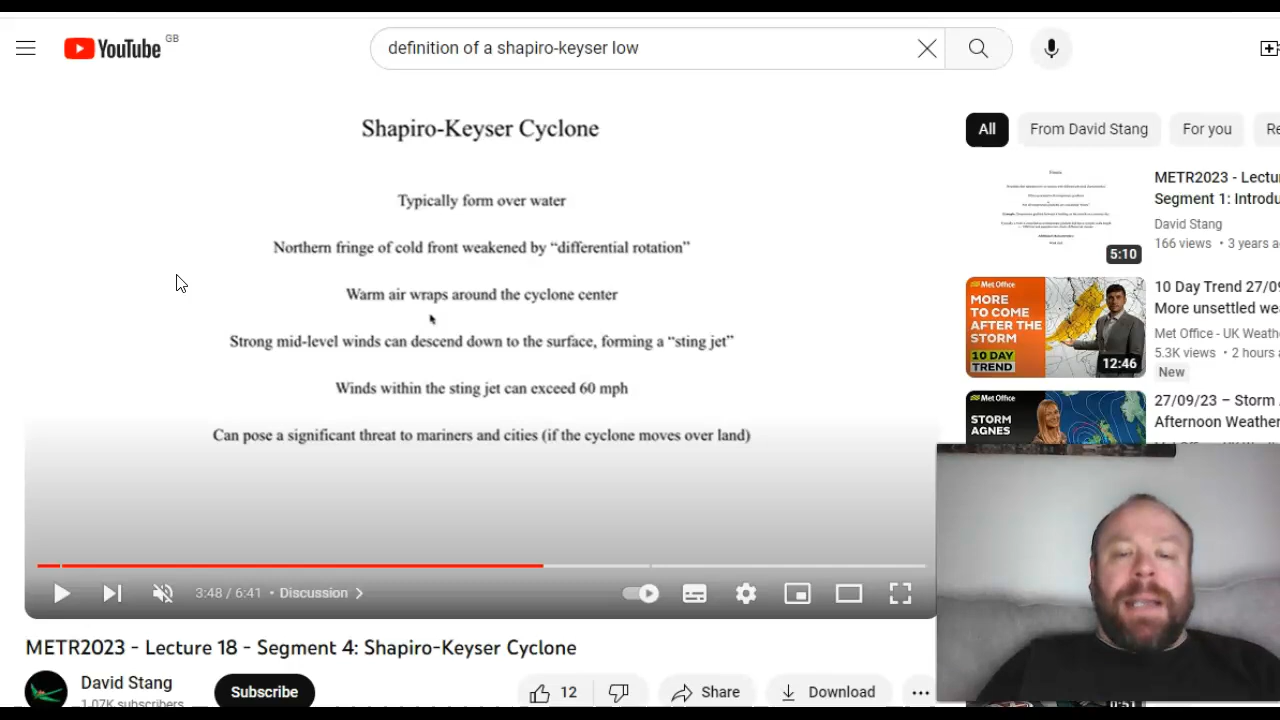 YouTube GB
definition of a shapiro-keyser low
Shapiro-Keyser Cyclone
Typically form over water
Northern fringe of cold front weakened by “differential rotation”
Warm air wraps around the cyclone center
Strong mid-level winds can descend down to the surface, forming a “sting jet”
Winds within the sting jet can exceed 60 mph
Can pose a significant threat to mariners and cities (if the cyclone moves over land)
3:48 / 6:41 • Discussion
METR2023 - Lecture 18 - Segment 4: Shapiro-Keyser Cyclone
David Stang
1.07K subscribers
Subscribe
12
Share
Download
All
From David Stang
For you
METR2023 - Lectu
Segment 1: Introdu
David Stang
166 views • 3 years a
5:10
Met Office
MORE
TO COME
AFTER THE
STORM
10 DAY
TREND
12:46
10 Day Trend 27/09
More unsettled wea
Met Office - UK Weath
5.3K views • 2 hours a
New
Met Office
STORM
AGNES
27/09/23 – Storm
Afternoon Weather
0:51